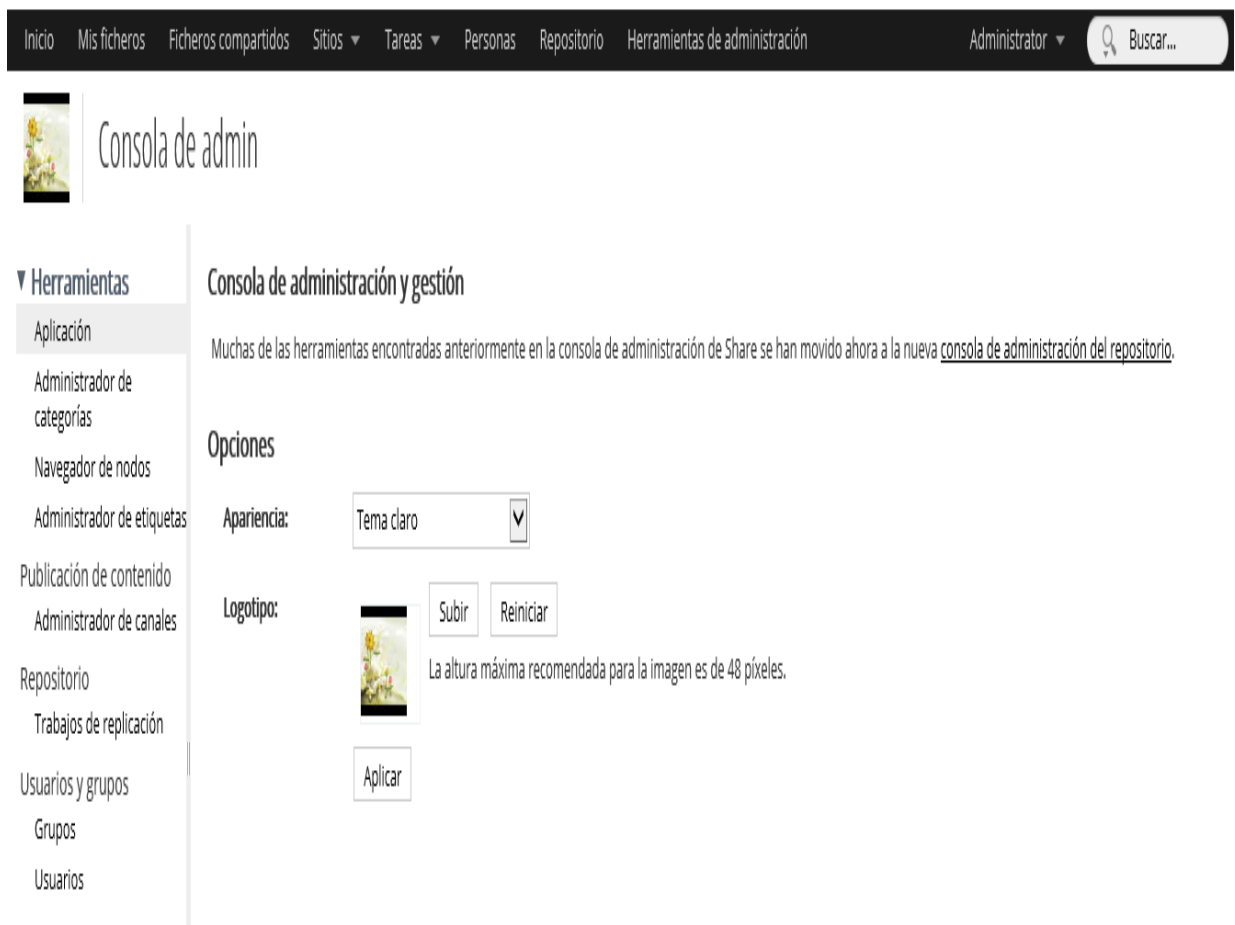 Inicio Mis ficheros Ficheros compartidos Sitios Tareas Personas Repositorio Herramientas de administración Administrator Buscar...
Consola de admin
Herramientas
Aplicación
Administrador de
categorías
Navegador de nodos
Administrador de etiquetas
Publicación de contenido
Administrador de canales
Repositorio
Trabajos de replicación
Usuarios y grupos
Grupos
Usuarios
Consola de administración y gestión
Muchas de las herramientas encontradas anteriormente en la consola de administración de Share se han movido ahora a la nueva consola de administración del repositorio.
Opciones
Apariencia: Tema claro
Logotipo: Subir Reiniciar
La altura máxima recomendada para la imagen es de 48 píxeles.
Aplicar